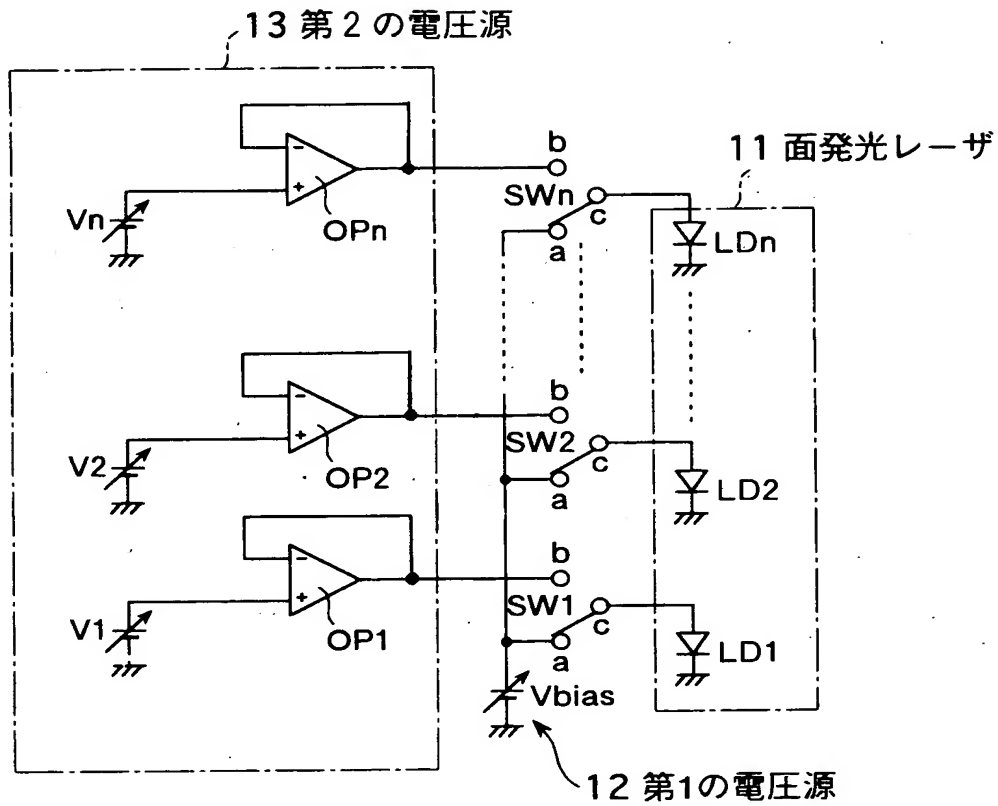 13 第2の電圧源
11 面発光レーザ
b
SWn
c
a
LDn
Vn
−
+
OPn
b
SW2
c
a
LD2
V2
−
+
OP2
b
SW1
c
a
LD1
V1
−
+
OP1
Vbias
12 第1の電圧源